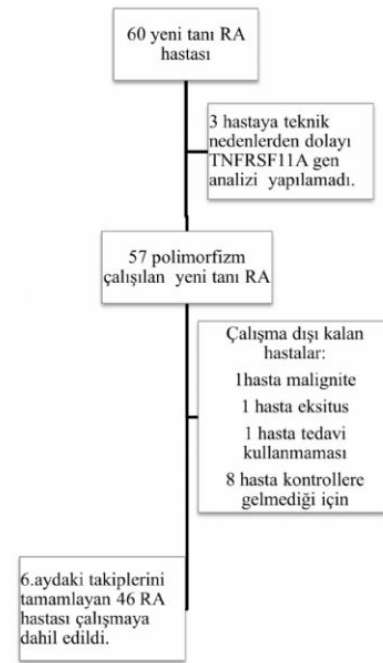 60 yeni tanı RA
hastası
3 hastaya teknik
nedenlerden dolayı
TNFRSF11A gen
analizi yapılamadı.
57 polimorfizm
çalışılan yeni tanı RA
Çalışma dışı kalan
hastalar:
1hasta malignite
1 hasta eksitus
1 hasta tedavi
kullanmaması
8 hasta kontrollere
gelmediği için
6.aydaki takiplerini
tamamlayan 46 RA
hastası çalışmaya
dahil edildi.